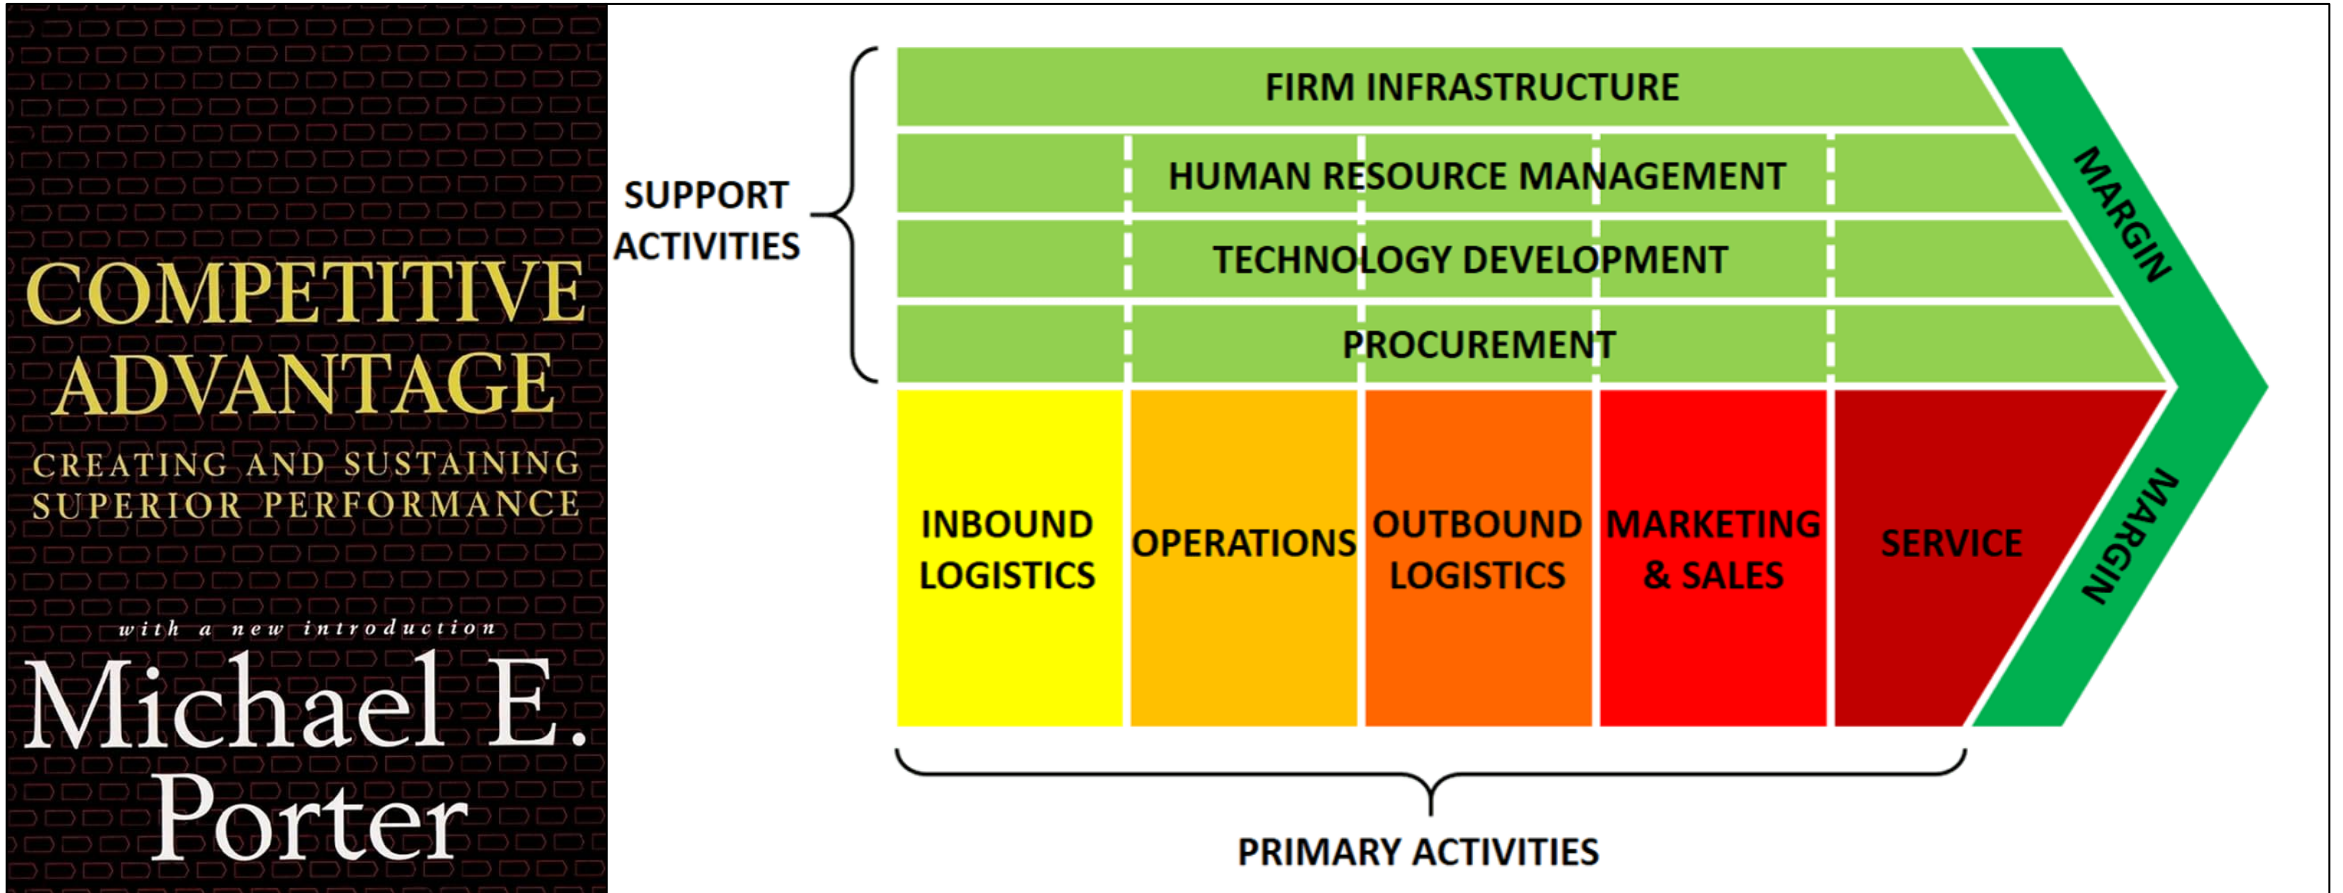 COMPETITIVE
ADVANTAGE
CREATING AND SUSTAINING
SUPERIOR PERFORMANCE
with a new introduction
Michael E.
Porter
SUPPORT
ACTIVITIES
FIRM INFRASTRUCTURE
HUMAN RESOURCE MANAGEMENT
TECHNOLOGY DEVELOPMENT
PROCUREMENT
INBOUND
LOGISTICS
OPERATIONS
OUTBOUND
LOGISTICS
MARKETING
& SALES
SERVICE
MARGIN
MARGIN
PRIMARY ACTIVITIES